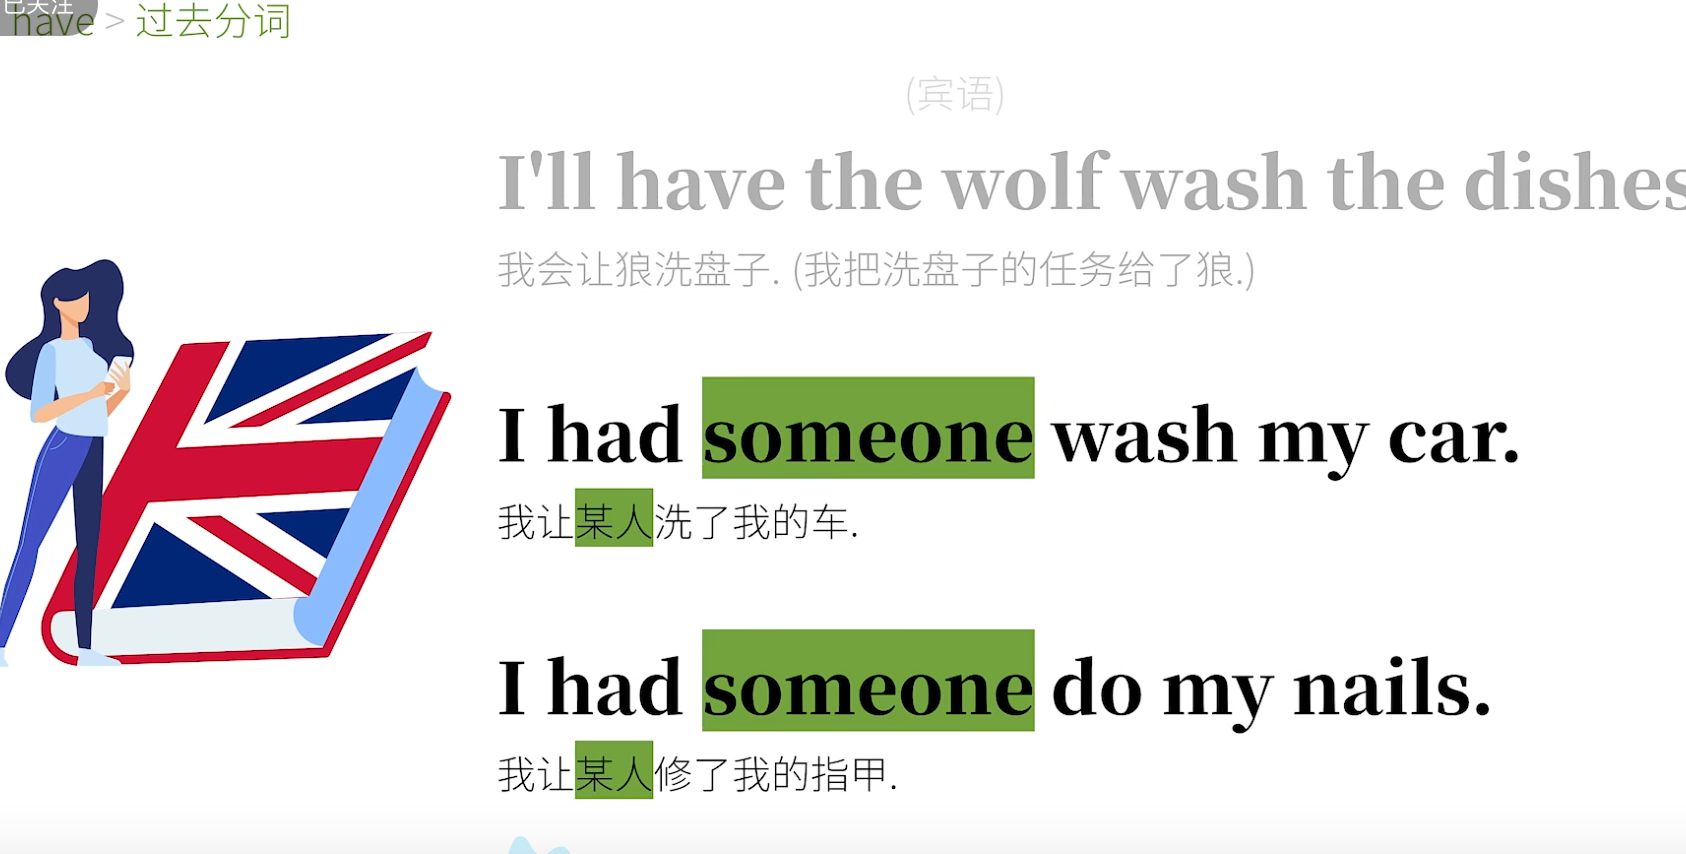 已关注
have > 过去分词
(宾语)
I'll have the wolf wash the dishes
我会让狼洗盘子. (我把洗盘子的任务给了狼.)
I had someone wash my car.
我让某人洗了我的车.
I had someone do my nails.
我让某人修了我的指甲.